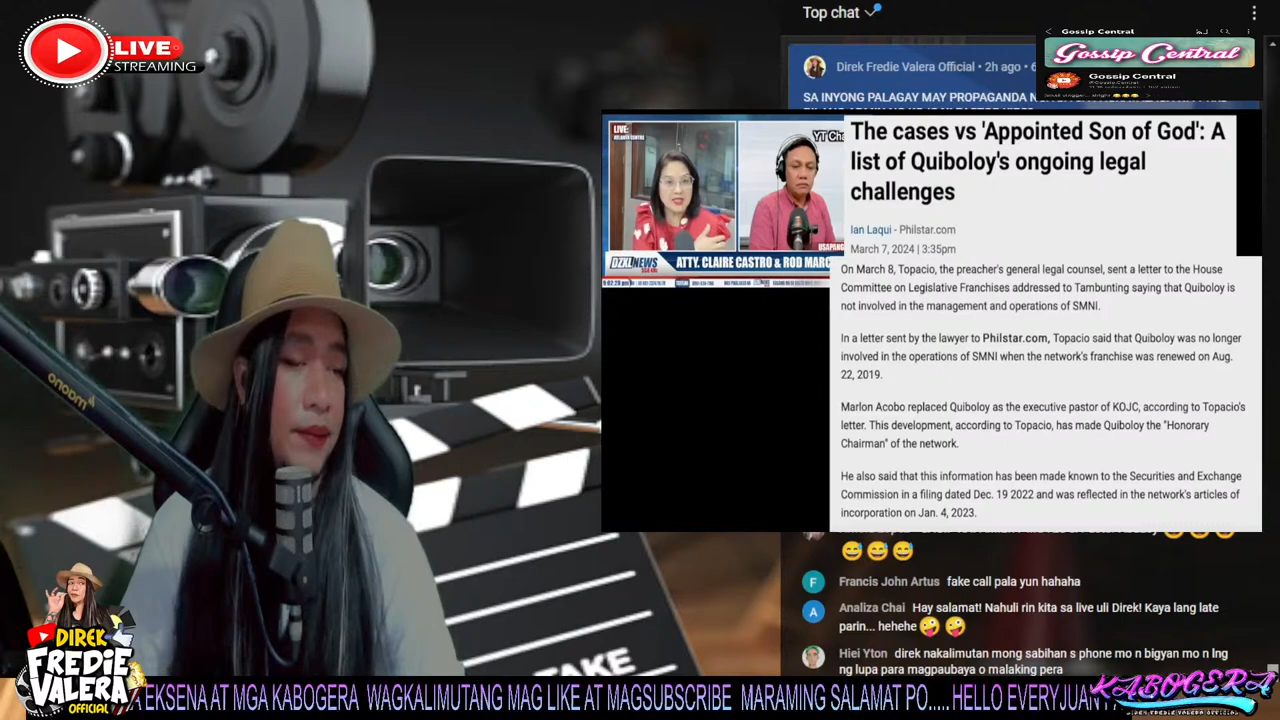 LIVE
STREAMING
Top chat
Gossip Central
Gossip Central
Gossip Central
Direk Fredie Valera Official • 2h ago •
SA INYONG PALAGAY MAY PROPAGANDA
LIVE:
YT Ch
The cases vs 'Appointed Son of God': A
list of Quiboloy's ongoing legal
challenges
Ian Laqui - Philstar.com
March 7, 2024 | 3:35pm
USAPANG
DZXL NEWS
ATTY. CLAIRE CASTRO & ROD MARC
On March 8, Topacio, the preacher's general legal counsel, sent a letter to the House
Committee on Legislative Franchises addressed to Tambunting saying that Quiboloy is
not involved in the management and operations of SMNI.
In a letter sent by the lawyer to Philstar.com, Topacio said that Quiboloy was no longer
involved in the operations of SMNI when the network's franchise was renewed on Aug.
22, 2019.
Marlon Acobo replaced Quiboloy as the executive pastor of KOJC, according to Topacio's
letter. This development, according to Topacio, has made Quiboloy the "Honorary
Chairman" of the network.
He also said that this information has been made known to the Securities and Exchange
Commission in a filing dated Dec. 19 2022 and was reflected in the network's articles of
incorporation on Jan. 4, 2023.
maono
😅😅😅
F Francis John Artus fake call pala yun hahaha
A Analiza Chai Hay salamat! Nahuli rin kita sa live uli Direk! Kaya lang late
parin... hehehe 🤪 🤪
Hiei Yton direk nakalimutan mong sabihan s phone mo n bigyan mo n lng
ng lupa para magpaubaya o malaking pera
TAKE
DIREK
FREDIE
VALERA
OFFICIAL
A EKSENA AT MGA KABOGERA WAGKALIMUTANG MAG LIKE AT MAGSUBSCRIBE MARAMING SALAMAT PO..... HELLO EVERYJUAN
KABOGERA